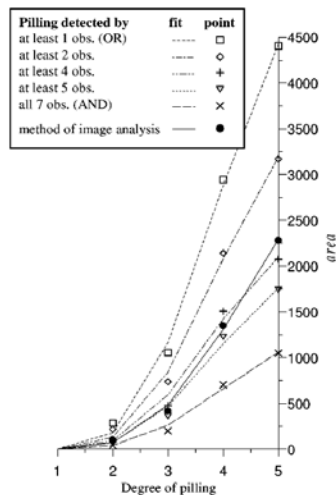 Pilling detected by fit point
at least 1 obs. (OR)
at least 2 obs.
at least 4 obs.
at least 5 obs.
all 7 obs. (AND)
method of image analysis
4500
4000
3500
3000
2500
2000
1500
1000
500
0
area
1 2 3 4 5
Degree of pilling